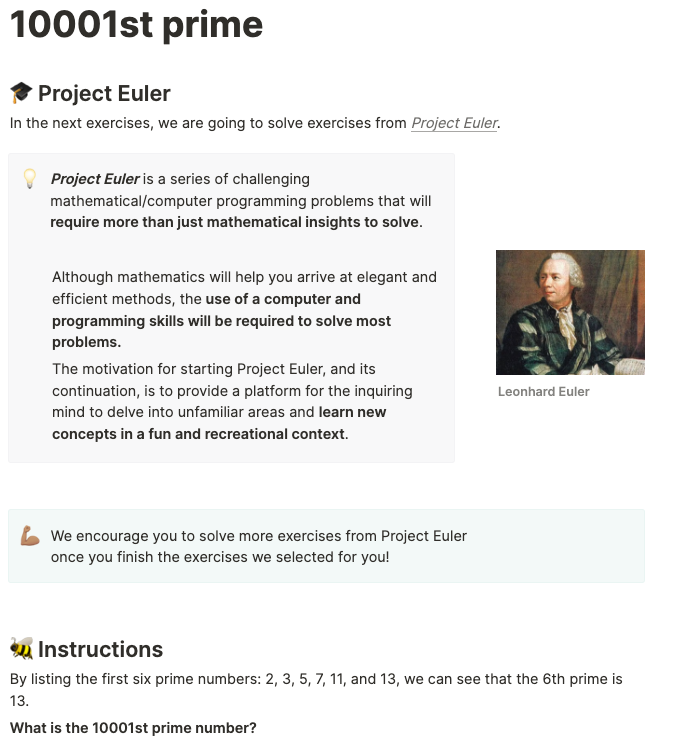 10001st prime
🎓 Project Euler
In the next exercises, we are going to solve exercises from Project Euler.
💡 Project Euler is a series of challenging
mathematical/computer programming problems that will
require more than just mathematical insights to solve.
Although mathematics will help you arrive at elegant and
efficient methods, the use of a computer and
programming skills will be required to solve most
problems.
The motivation for starting Project Euler, and its
continuation, is to provide a platform for the inquiring
mind to delve into unfamiliar areas and learn new
concepts in a fun and recreational context.
Leonhard Euler
💪🏽 We encourage you to solve more exercises from Project Euler
once you finish the exercises we selected for you!
🐝 Instructions
By listing the first six prime numbers: 2, 3, 5, 7, 11, and 13, we can see that the 6th prime is
13.
What is the 10001st prime number?